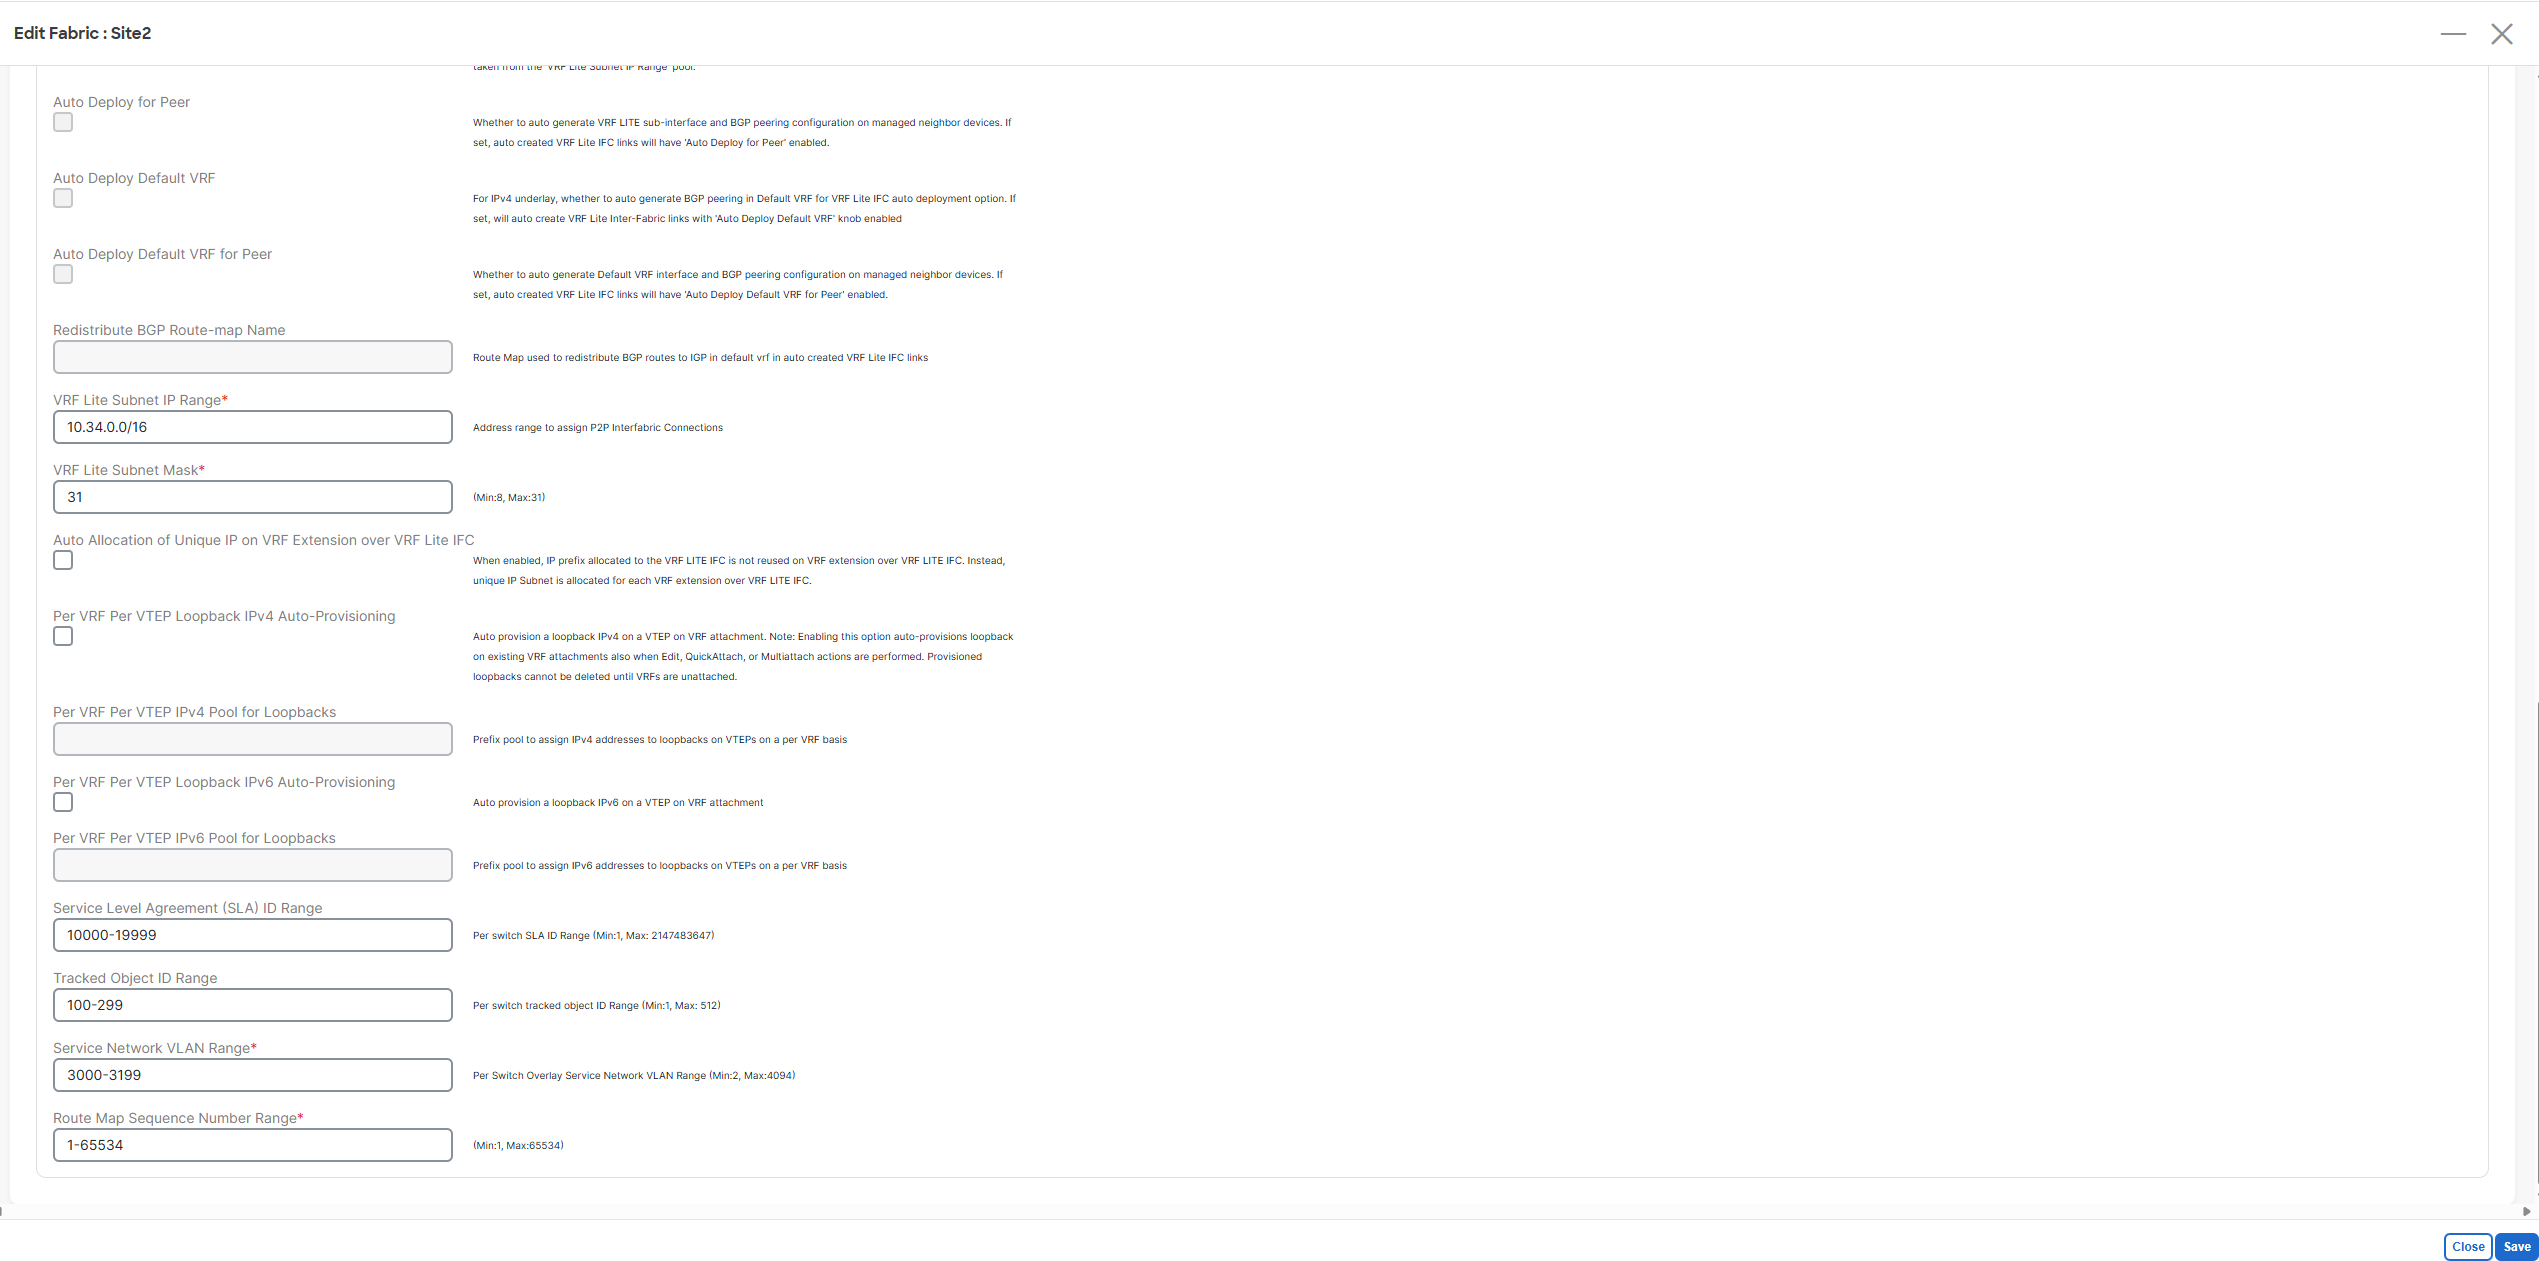 Edit Fabric : Site2
taken from the 'VRF Lite Subnet IP Range' pool.
Auto Deploy for Peer
Whether to auto generate VRF LITE sub-interface and BGP peering configuration on managed neighbor devices. If
set, auto created VRF Lite IFC links will have 'Auto Deploy for Peer' enabled.
Auto Deploy Default VRF
For IPv4 underlay, whether to auto generate BGP peering in Default VRF for VRF Lite IFC auto deployment option. If
set, will auto create VRF Lite Inter-Fabric links with 'Auto Deploy Default VRF' knob enabled
Auto Deploy Default VRF for Peer
Whether to auto generate Default VRF interface and BGP peering configuration on managed neighbor devices. If
set, auto created VRF Lite IFC links will have 'Auto Deploy Default VRF for Peer' enabled.
Redistribute BGP Route-map Name
Route Map used to redistribute BGP routes to IGP in default vrf in auto created VRF Lite IFC links
VRF Lite Subnet IP Range*
10.34.0.0/16
Address range to assign P2P Interfabric Connections
VRF Lite Subnet Mask*
31
(Min:8, Max:31)
Auto Allocation of Unique IP on VRF Extension over VRF Lite IFC
When enabled, IP prefix allocated to the VRF LITE IFC is not reused on VRF extension over VRF LITE IFC. Instead,
unique IP Subnet is allocated for each VRF extension over VRF LITE IFC.
Per VRF Per VTEP Loopback IPv4 Auto-Provisioning
Auto provision a loopback IPv4 on a VTEP on VRF attachment. Note: Enabling this option auto-provisions loopback
on existing VRF attachments also when Edit, QuickAttach, or Multiattach actions are performed. Provisioned
loopbacks cannot be deleted until VRFs are unattached.
Per VRF Per VTEP IPv4 Pool for Loopbacks
Prefix pool to assign IPv4 addresses to loopbacks on VTEPs on a per VRF basis
Per VRF Per VTEP Loopback IPv6 Auto-Provisioning
Auto provision a loopback IPv6 on a VTEP on VRF attachment
Per VRF Per VTEP IPv6 Pool for Loopbacks
Prefix pool to assign IPv6 addresses to loopbacks on VTEPs on a per VRF basis
Service Level Agreement (SLA) ID Range
10000-19999
Per switch SLA ID Range (Min:1, Max: 2147483647)
Tracked Object ID Range
100-299
Per switch tracked object ID Range (Min:1, Max: 512)
Service Network VLAN Range*
3000-3199
Per Switch Overlay Service Network VLAN Range (Min:2, Max:4094)
Route Map Sequence Number Range*
1-65534
(Min:1, Max:65534)
Close
Save